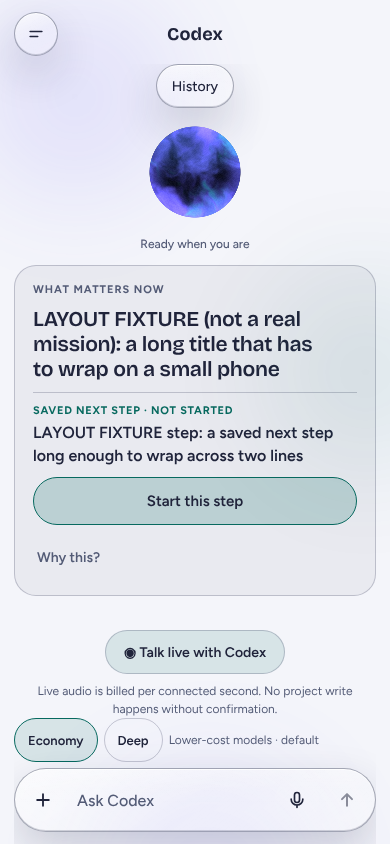 Codex
History
Ready when you are
WHAT MATTERS NOW
LAYOUT FIXTURE (not a real
mission): a long title that has
to wrap on a small phone
SAVED NEXT STEP · NOT STARTED
LAYOUT FIXTURE step: a saved next step
long enough to wrap across two lines
Start this step
Why this?
◉ Talk live with Codex
Live audio is billed per connected second. No project write
happens without confirmation.
Economy
Deep
Lower-cost models · default
Ask Codex